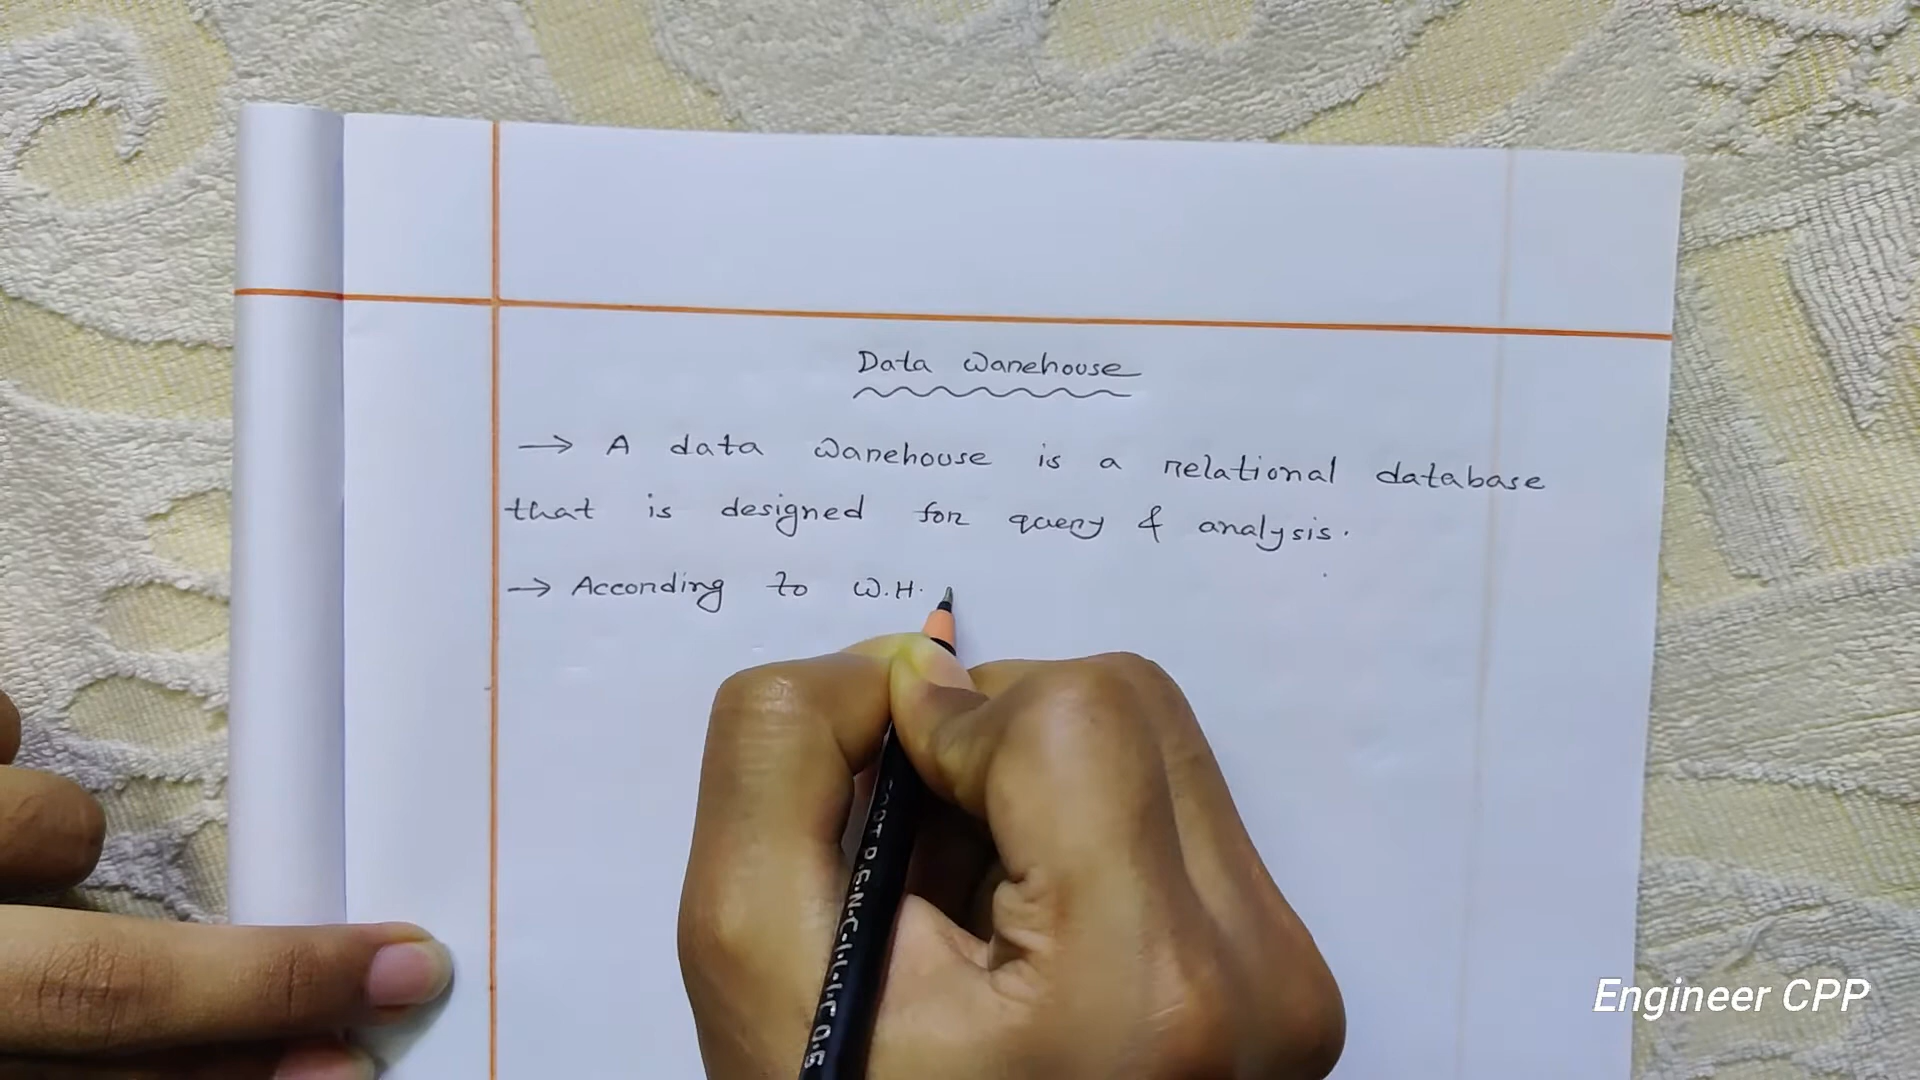 Data Warehouse
→ A data warehouse is a relational database
that is designed for query & analysis.
→ According to W.H.
Engineer CPP